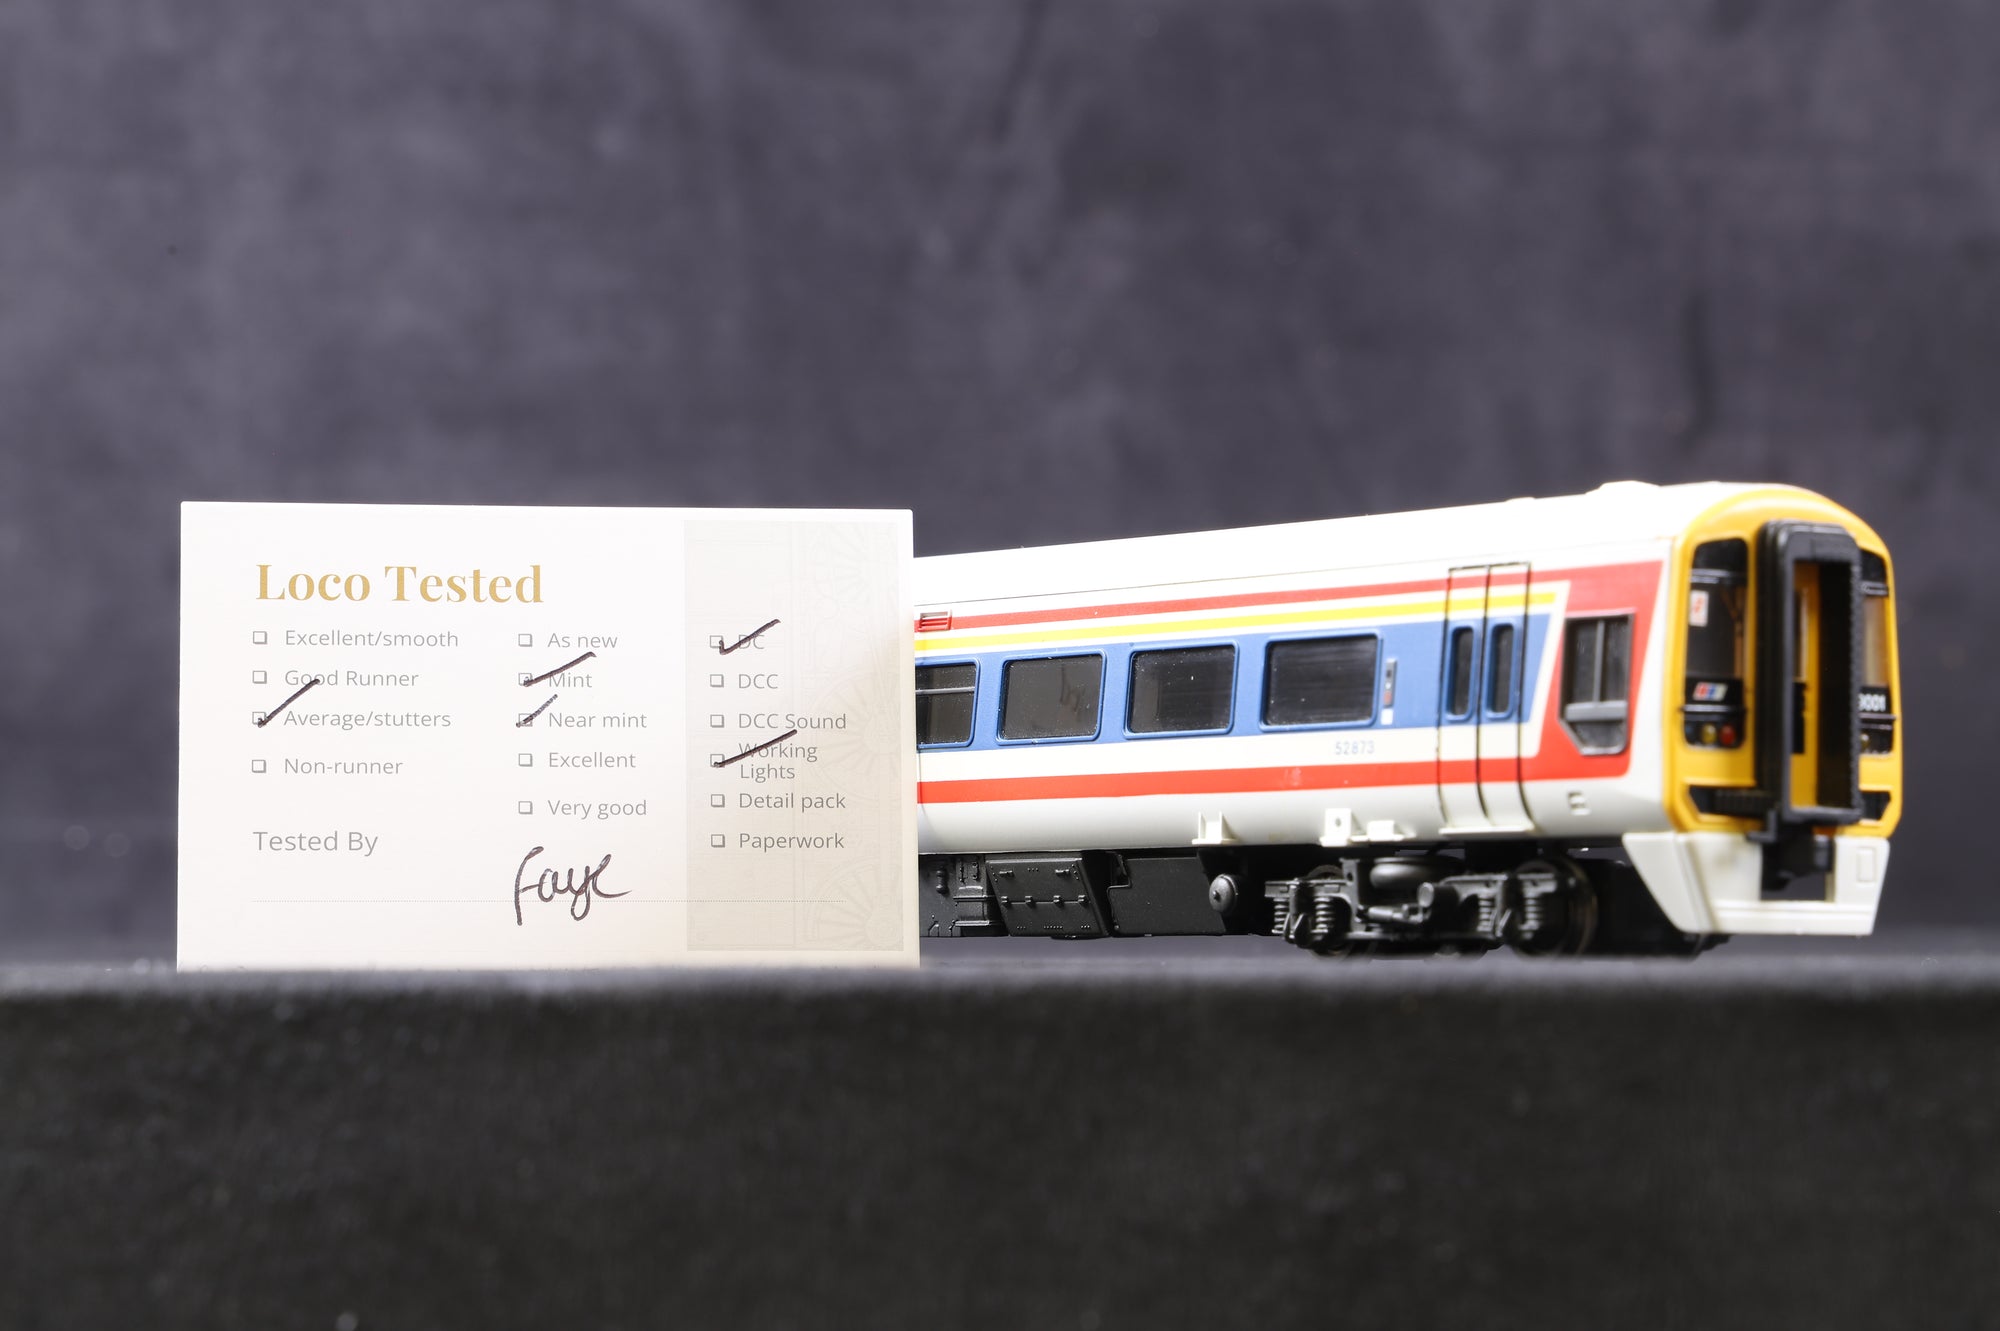 Loco Tested
Excellent/smooth
Good Runner
Average/stutters
Non-runner
As new
Mint
Near mint
Excellent
Very good
DC
DCC
DCC Sound
Working
Lights
Detail pack
Paperwork
Tested By
Faye
52873